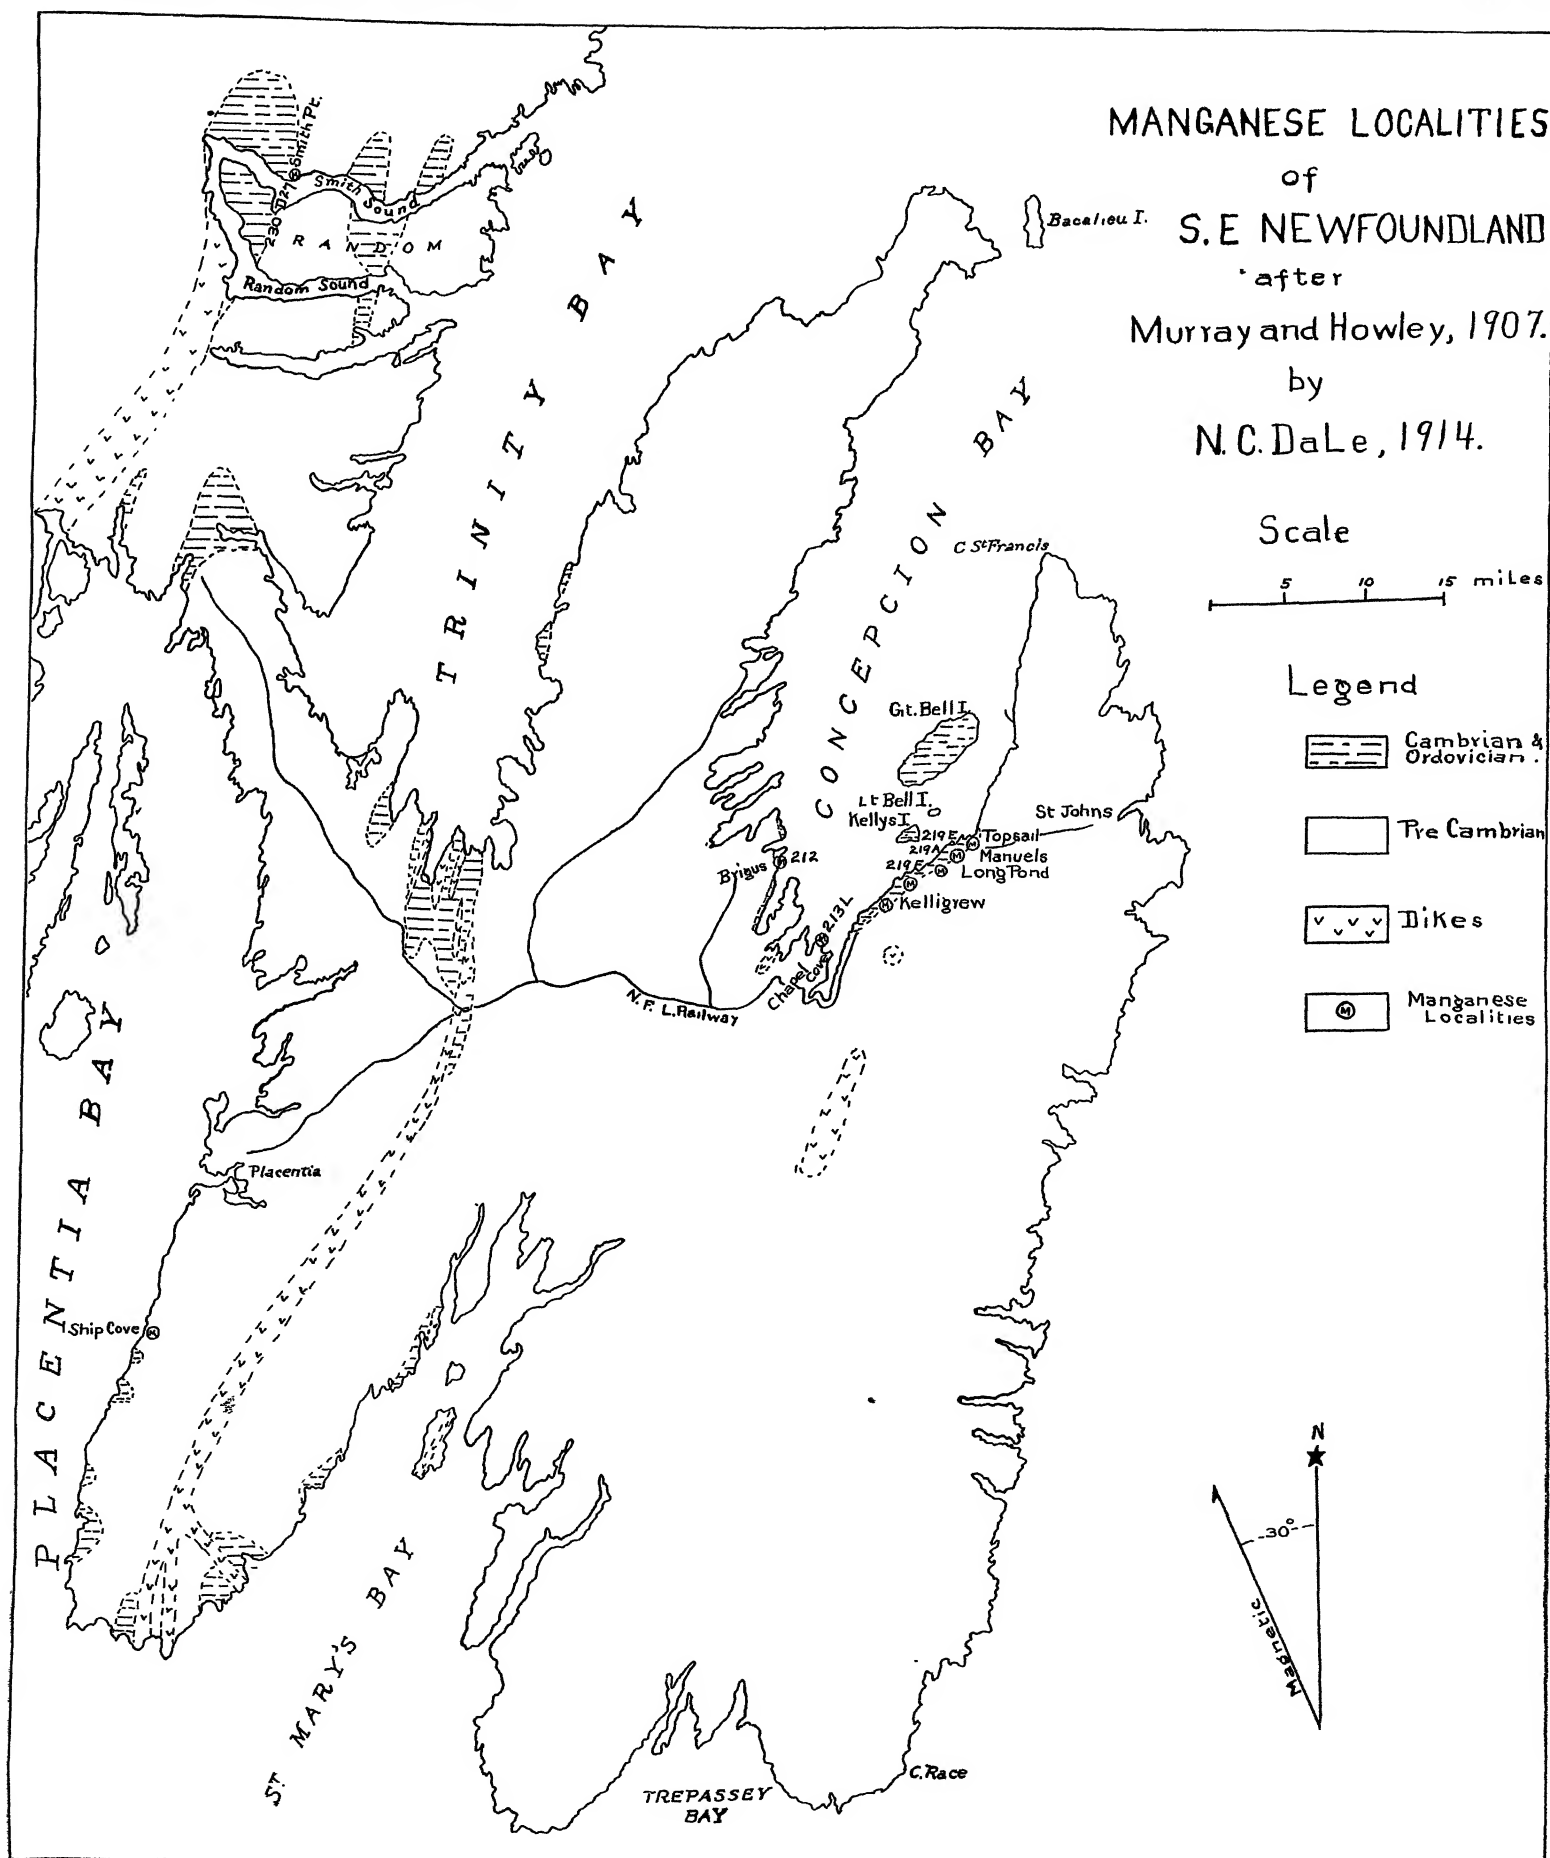 MANGANESE LOCALITIES
of
S.E NEWFOUNDLAND
after
Murray and Howley, 1907.
by
N.C.DaLe, 1914.
Scale
5 10 15 miles
Legend
Cambrian &
Ordovician.
Pre Cambrian
Dikes
Manganese
Localities
M
N
30°
Magnetic
Smith Pt.
M
230 D27
Smith
Sound
RANDOM
Random Sound
TRINITY BAY
Bacalieu I.
CONCEPCION BAY
C St Francis
Gt. Bell I.
Lt Bell I.
Kellys I
219E
Topsail
219A
Manuels
219E
Long Pond
Kelligrew
St Johns
Brigus
212
213L
Chapel
Cove
N.F.L.Railway
PLACENTIA BAY
Placentia
Ship Cove
ST. MARY'S BAY
TREPASSEY
BAY
C.Race